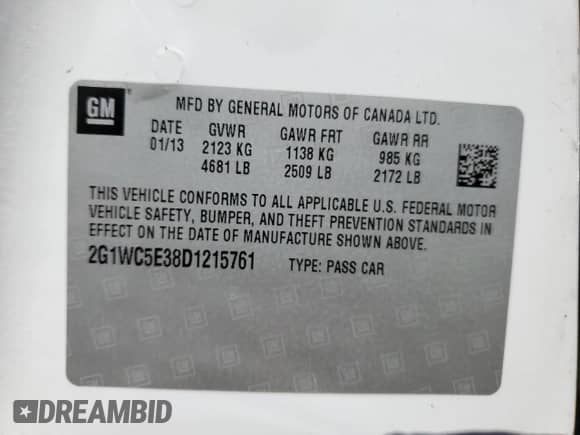 GM
MFD BY GENERAL MOTORS OF CANADA LTD.
DATE GVWR GAWR FRT GAWR RR
01/13 2123 KG 1138 KG 985 KG
4681 LB 2509 LB 2172 LB
THIS VEHICLE CONFORMS TO ALL APPLICABLE U.S. FEDERAL MOTOR
VEHICLE SAFETY, BUMPER, AND THEFT PREVENTION STANDARDS IN
EFFECT ON THE DATE OF MANUFACTURE SHOWN ABOVE.
2G1WC5E38D1215761 TYPE: PASS CAR
DREAMBID